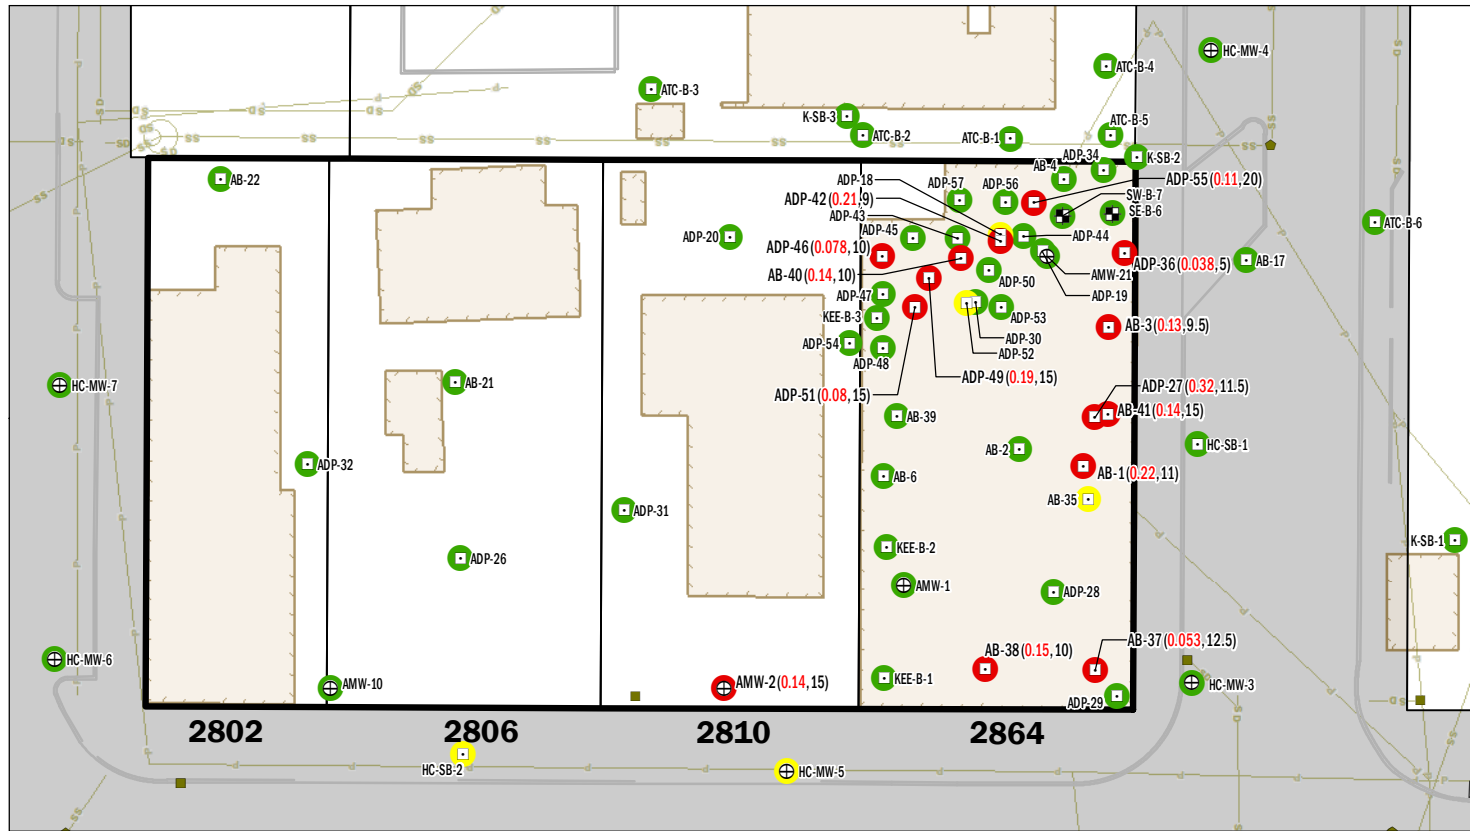 HC-MW-4
ATC-B-4
ATC-B-3
K-SB-3
ATC-B-2
ATC-B-1
ATC-B-5
K-SB-2
ADP-34
AB-4
AB-22
ADP-18
ADP-57
ADP-56
ADP-55 (0.11,20)
ADP-42 (0.21,9)
SW-B-7
ADP-43
SE-B-6
ATC-B-6
ADP-45
ADP-44
ADP-20
ADP-46 (0.078,10)
ADP-36 (0.038,5)
AB-17
AB-40 (0.14,10)
AMW-21
ADP-50
ADP-47
ADP-19
KEE-B-3
ADP-53
AB-3 (0.13,9.5)
ADP-54
ADP-30
ADP-52
ADP-48
ADP-49 (0.19,15)
HC-MW-7
AB-21
ADP-27 (0.32,11.5)
ADP-51 (0.08,15)
AB-41 (0.14,15)
AB-39
HC-SB-1
AB-2
ADP-32
AB-1 (0.22,11)
AB-6
AB-35
ADP-31
K-SB-1
KEE-B-2
ADP-26
AMW-1
ADP-28
AB-37 (0.053,12.5)
AB-38 (0.15,10)
HC-MW-6
KEE-B-1
AMW-10
AMW-2 (0.14,15)
HC-MW-3
ADP-29
2802
2806
2810
2864
HC-SB-2
HC-MW-5